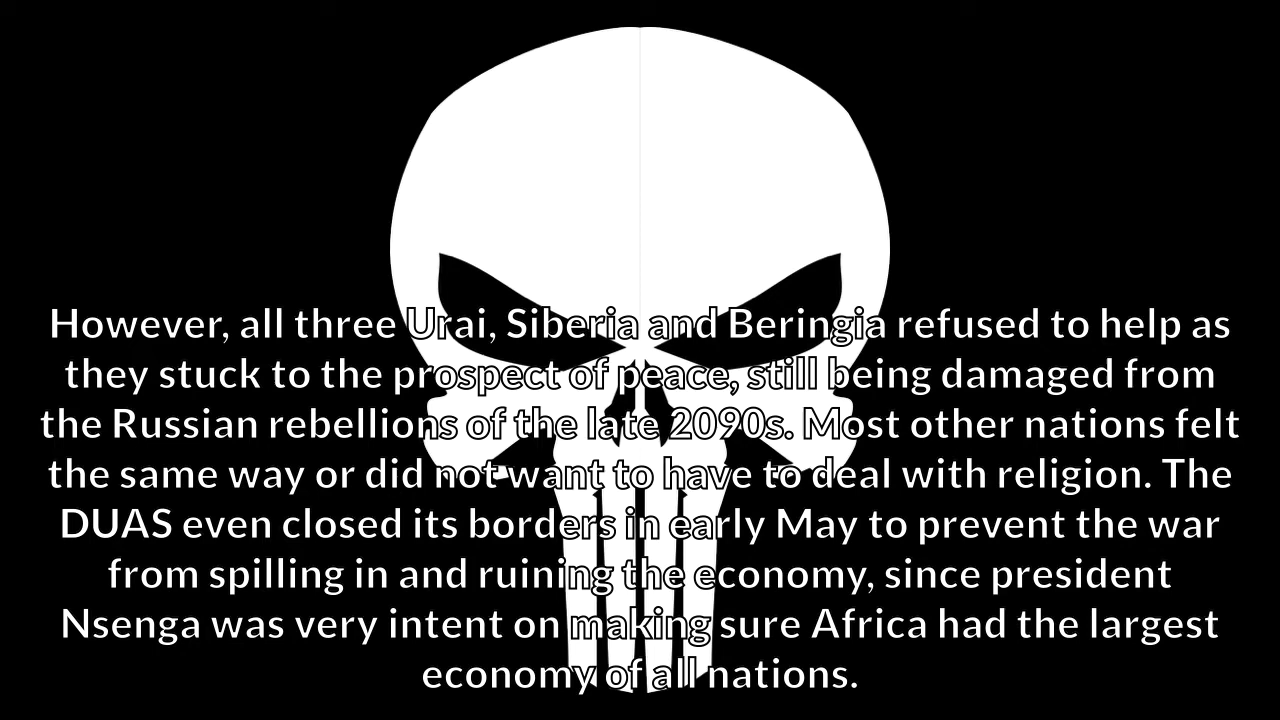 However, all three Urai, Siberia and Beringia refused to help as
they stuck to the prospect of peace, still being damaged from
the Russian rebellions of the late 2090s. Most other nations felt
the same way or did not want to have to deal with religion. The
DUAS even closed its borders in early May to prevent the war
from spilling in and ruining the economy, since president
Nsenga was very intent on making sure Africa had the largest
economy of all nations.